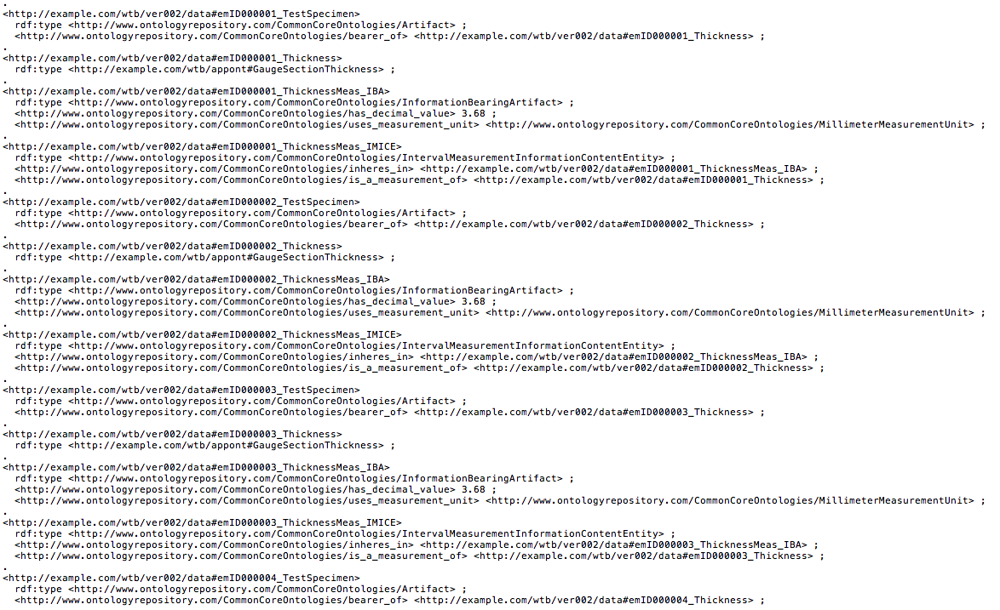 .
<http://example.com/wtb/ver002/data#emID000001_TestSpecimen>
  rdf:type <http://www.ontologyrepository.com/CommonCoreOntologies/Artifact> ;
  <http://www.ontologyrepository.com/CommonCoreOntologies/bearer_of> <http://example.com/wtb/ver002/data#emID000001_Thickness> ;
.
<http://example.com/wtb/ver002/data#emID000001_Thickness>
  rdf:type <http://example.com/wtb/appont#GaugeSectionThickness> ;
.
<http://example.com/wtb/ver002/data#emID000001_ThicknessMeas_IBA>
  rdf:type <http://www.ontologyrepository.com/CommonCoreOntologies/InformationBearingArtifact> ;
  <http://www.ontologyrepository.com/CommonCoreOntologies/has_decimal_value> 3.68 ;
  <http://www.ontologyrepository.com/CommonCoreOntologies/uses_measurement_unit> <http://www.ontologyrepository.com/CommonCoreOntologies/MillimeterMeasurementUnit> ;
.
<http://example.com/wtb/ver002/data#emID000001_ThicknessMeas_IMICE>
  rdf:type <http://www.ontologyrepository.com/CommonCoreOntologies/IntervalMeasurementInformationContentEntity> ;
  <http://www.ontologyrepository.com/CommonCoreOntologies/inheres_in> <http://example.com/wtb/ver002/data#emID000001_ThicknessMeas_IBA> ;
  <http://www.ontologyrepository.com/CommonCoreOntologies/is_a_measurement_of> <http://example.com/wtb/ver002/data#emID000001_Thickness> ;
.
<http://example.com/wtb/ver002/data#emID000002_TestSpecimen>
  rdf:type <http://www.ontologyrepository.com/CommonCoreOntologies/Artifact> ;
  <http://www.ontologyrepository.com/CommonCoreOntologies/bearer_of> <http://example.com/wtb/ver002/data#emID000002_Thickness> ;
.
<http://example.com/wtb/ver002/data#emID000002_Thickness>
  rdf:type <http://example.com/wtb/appont#GaugeSectionThickness> ;
.
<http://example.com/wtb/ver002/data#emID000002_ThicknessMeas_IBA>
  rdf:type <http://www.ontologyrepository.com/CommonCoreOntologies/InformationBearingArtifact> ;
  <http://www.ontologyrepository.com/CommonCoreOntologies/has_decimal_value> 3.68 ;
  <http://www.ontologyrepository.com/CommonCoreOntologies/uses_measurement_unit> <http://www.ontologyrepository.com/CommonCoreOntologies/MillimeterMeasurementUnit> ;
.
<http://example.com/wtb/ver002/data#emID000002_ThicknessMeas_IMICE>
  rdf:type <http://www.ontologyrepository.com/CommonCoreOntologies/IntervalMeasurementInformationContentEntity> ;
  <http://www.ontologyrepository.com/CommonCoreOntologies/inheres_in> <http://example.com/wtb/ver002/data#emID000002_ThicknessMeas_IBA> ;
  <http://www.ontologyrepository.com/CommonCoreOntologies/is_a_measurement_of> <http://example.com/wtb/ver002/data#emID000002_Thickness> ;
.
<http://example.com/wtb/ver002/data#emID000003_TestSpecimen>
  rdf:type <http://www.ontologyrepository.com/CommonCoreOntologies/Artifact> ;
  <http://www.ontologyrepository.com/CommonCoreOntologies/bearer_of> <http://example.com/wtb/ver002/data#emID000003_Thickness> ;
.
<http://example.com/wtb/ver002/data#emID000003_Thickness>
  rdf:type <http://example.com/wtb/appont#GaugeSectionThickness> ;
.
<http://example.com/wtb/ver002/data#emID000003_ThicknessMeas_IBA>
  rdf:type <http://www.ontologyrepository.com/CommonCoreOntologies/InformationBearingArtifact> ;
  <http://www.ontologyrepository.com/CommonCoreOntologies/has_decimal_value> 3.68 ;
  <http://www.ontologyrepository.com/CommonCoreOntologies/uses_measurement_unit> <http://www.ontologyrepository.com/CommonCoreOntologies/MillimeterMeasurementUnit> ;
.
<http://example.com/wtb/ver002/data#emID000003_ThicknessMeas_IMICE>
  rdf:type <http://www.ontologyrepository.com/CommonCoreOntologies/IntervalMeasurementInformationContentEntity> ;
  <http://www.ontologyrepository.com/CommonCoreOntologies/inheres_in> <http://example.com/wtb/ver002/data#emID000003_ThicknessMeas_IBA> ;
  <http://www.ontologyrepository.com/CommonCoreOntologies/is_a_measurement_of> <http://example.com/wtb/ver002/data#emID000003_Thickness> ;
.
<http://example.com/wtb/ver002/data#emID000004_TestSpecimen>
  rdf:type <http://www.ontologyrepository.com/CommonCoreOntologies/Artifact> ;
  <http://www.ontologyrepository.com/CommonCoreOntologies/bearer_of> <http://example.com/wtb/ver002/data#emID000004_Thickness> ;